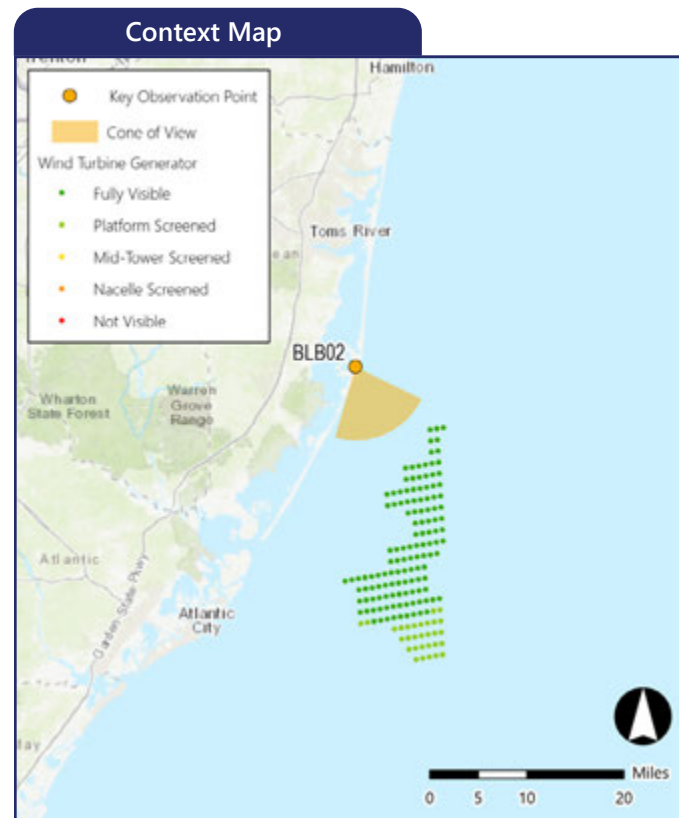 Context Map
Hamilton
Key Observation Point
Cone of View
Wind Turbine Generator
Fully Visible
Platform Screened
Mid-Tower Screened
Nacelle Screened
Not Visible
Toms River
BLB02
Wharton
State Forest
Warren
Grove
Range
Atlantic
Garden State Pkwy
Atlantic
City
Miles
0 5 10 20